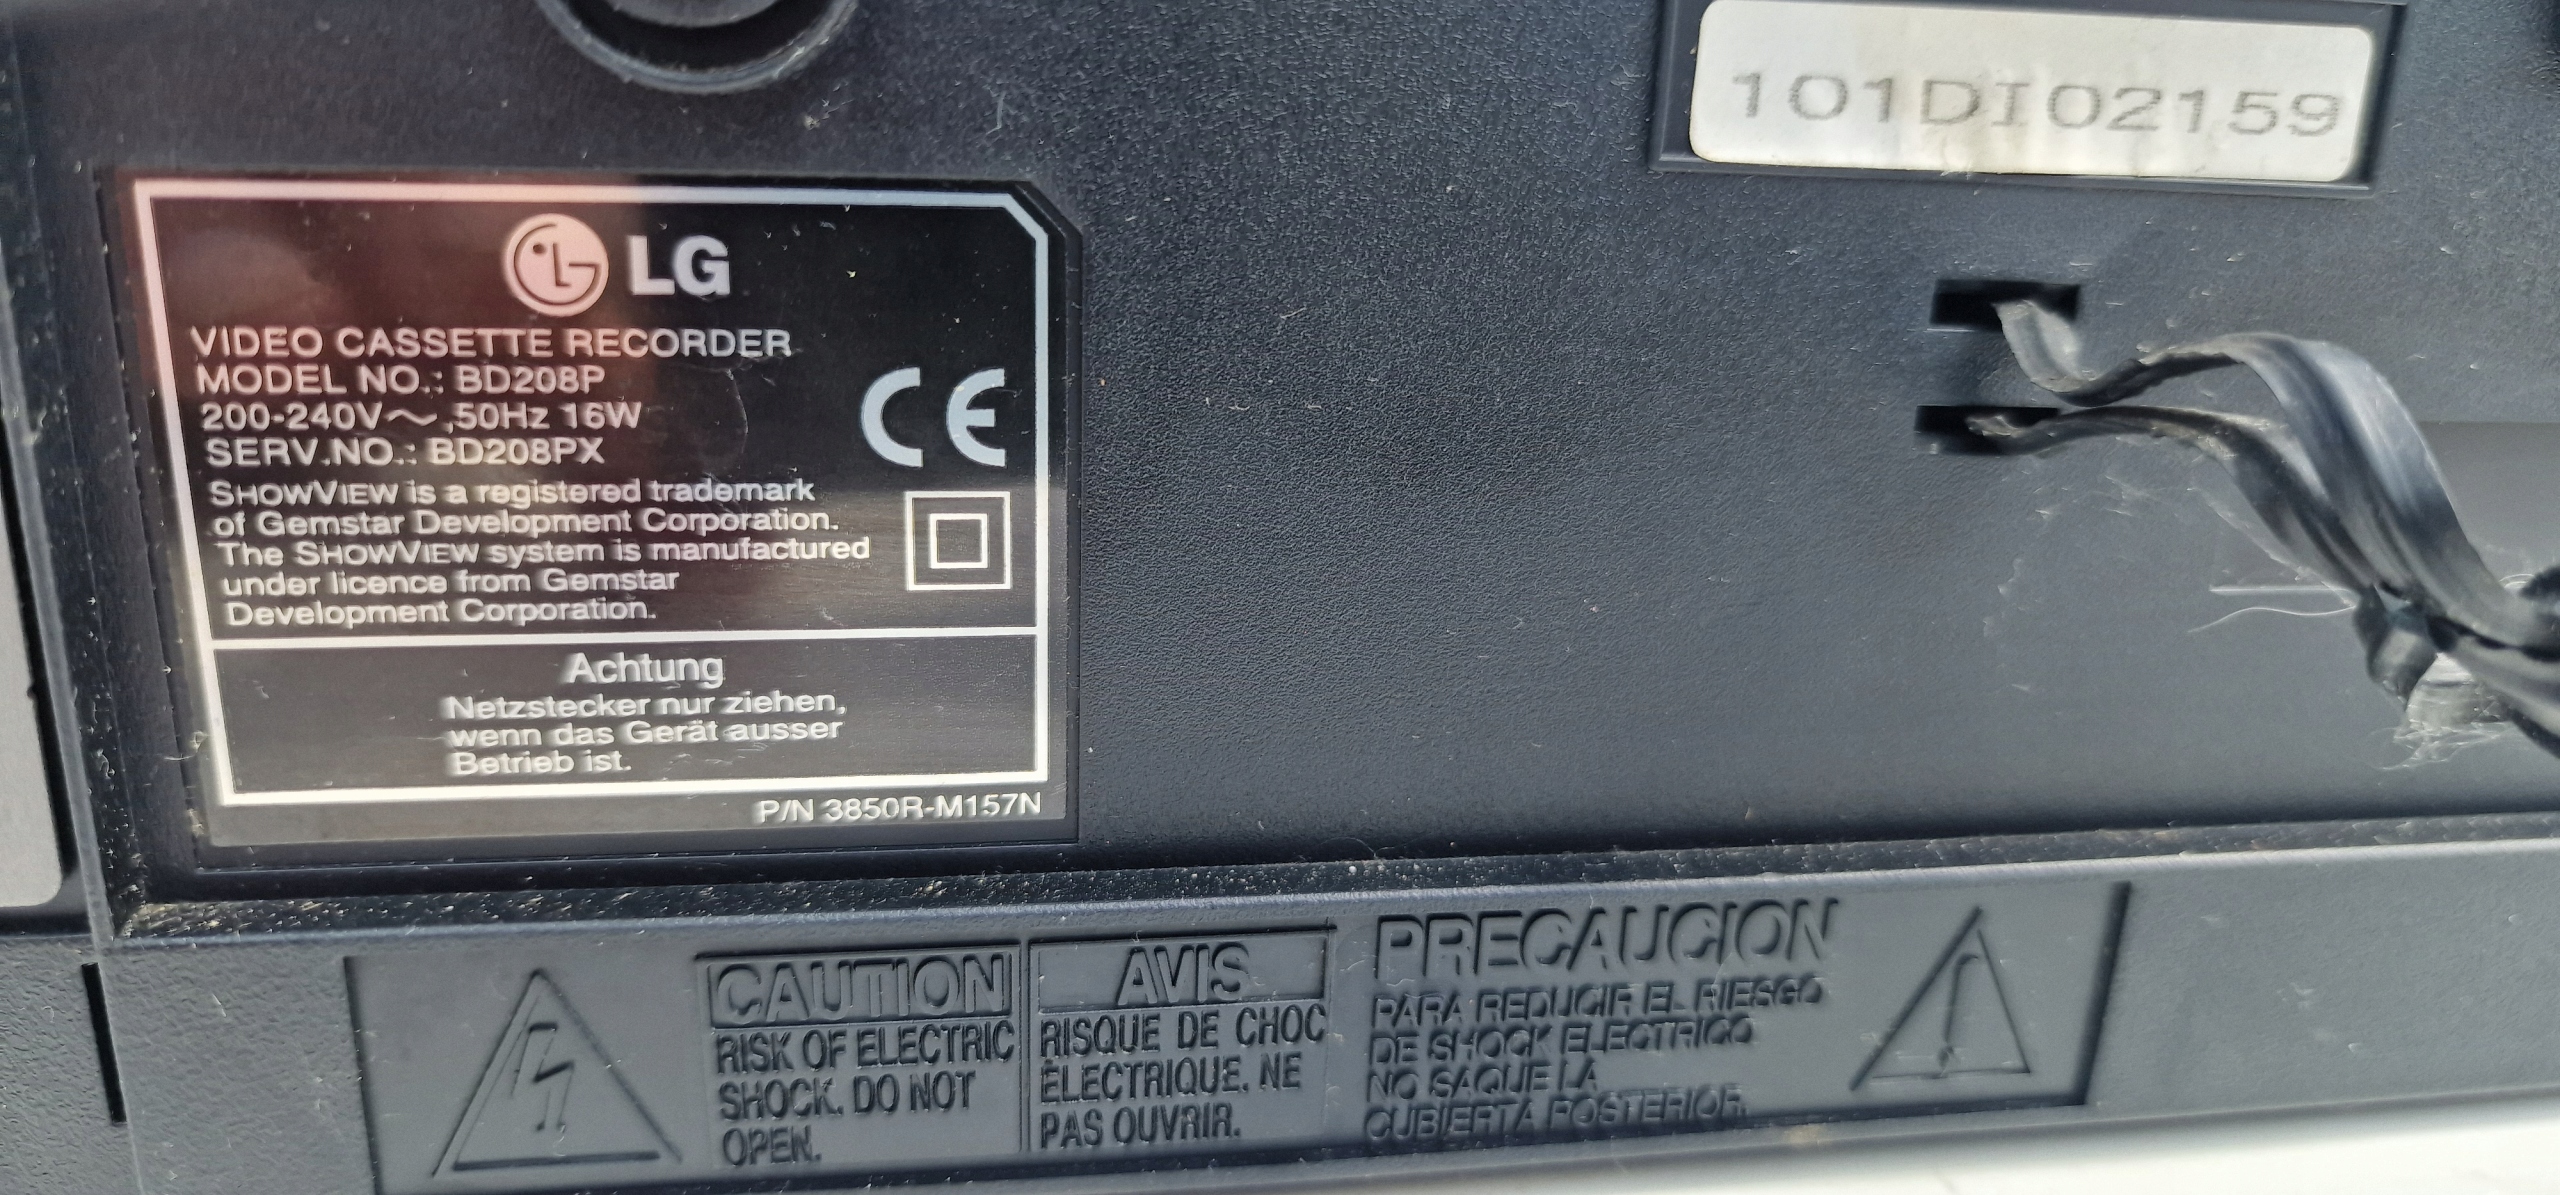 101DI02159
LG
VIDEO CASSETTE RECORDER
MODEL NO.: BD208P
200-240V～,50Hz 16W
SERV.NO.: BD208PX
SHOWVIEW is a registered trademark
of Gemstar Development Corporation.
The SHOWVIEW system is manufactured
under licence from Gemstar
Development Corporation.
CE
Achtung
Netzstecker nur ziehen,
wenn das Gerät ausser
Betrieb ist.
P/N 3850R-M157N
CAUTION
RISK OF ELECTRIC
SHOCK. DO NOT
OPEN.
AVIS
RISQUE DE CHOC
ÉLECTRIQUE. NE
PAS OUVRIR.
PRECAUCION
PARA REDUCIR EL RIESGO
DE SHOCK ELECTRICO
NO SAQUE LA
CUBIERTA POSTERIOR.